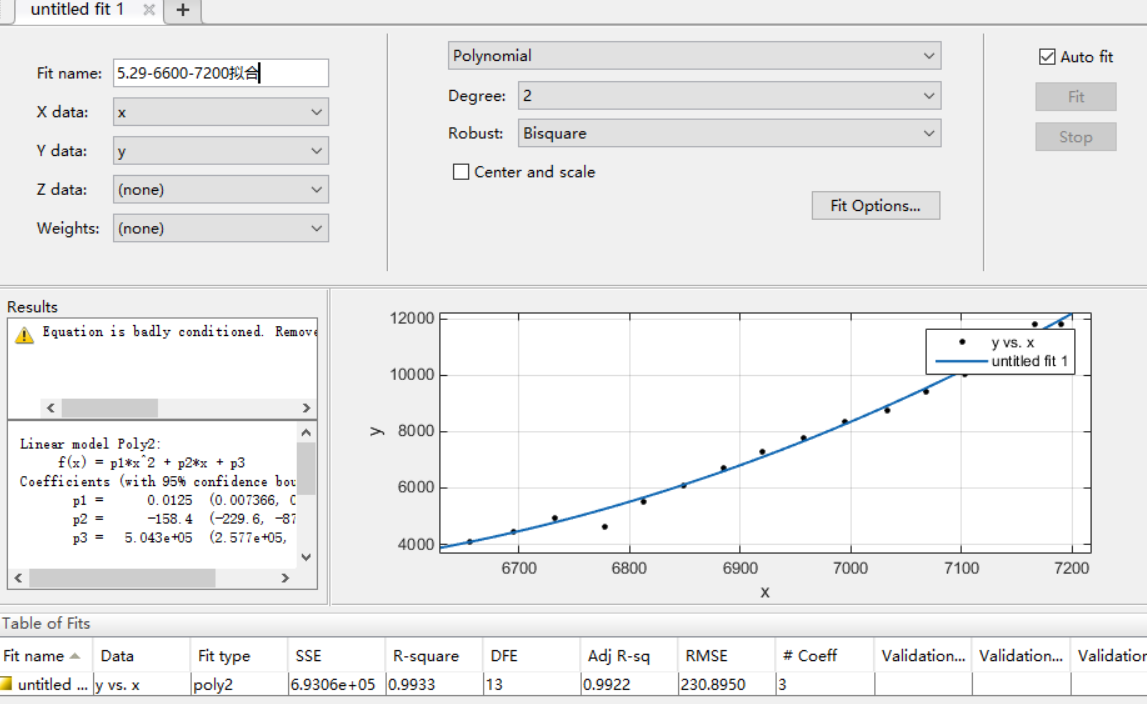 untitled fit 1
+
Fit name: 5.29-6600-7200拟合
X data: x
Y data: y
Z data: (none)
Weights: (none)
Polynomial
Degree: 2
Robust: Bisquare
Center and scale
Fit Options...
Auto fit
Fit
Stop
Results
Equation is badly conditioned. Remove
Linear model Poly2:
f(x) = p1*x^2 + p2*x + p3
Coefficients (with 95% confidence bou
p1 = 0.0125 (0.007366, 0
p2 = -158.4 (-229.6, -87
p3 = 5.043e+05 (2.577e+05,
12000
10000
8000
6000
4000
y
6700 6800 6900 7000 7100 7200
x
y vs. x
untitled fit 1
Table of Fits
Fit name Data Fit type SSE R-square DFE Adj R-sq RMSE # Coeff Validation... Validation... Validation
untitled ... y vs. x poly2 6.9306e+05 0.9933 13 0.9922 230.8950 3